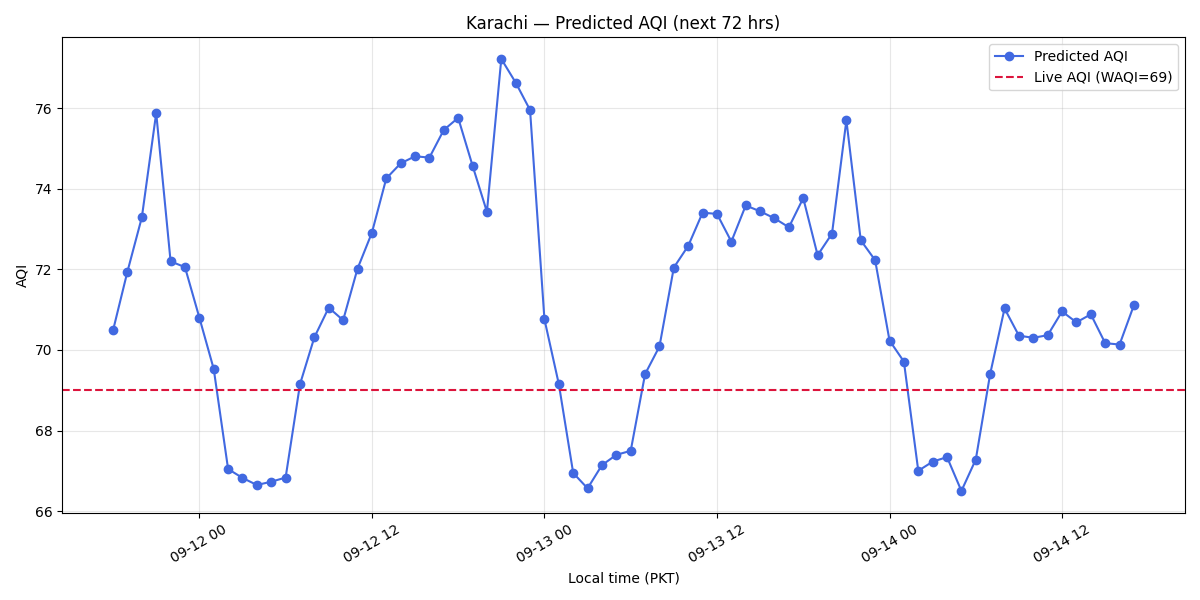 Karachi — Predicted AQI (next 72 hrs)
Predicted AQI
Live AQI (WAQI=69)
AQI
76
74
72
70
68
66
09-12 00
09-12 12
09-13 00
09-13 12
09-14 00
09-14 12
Local time (PKT)